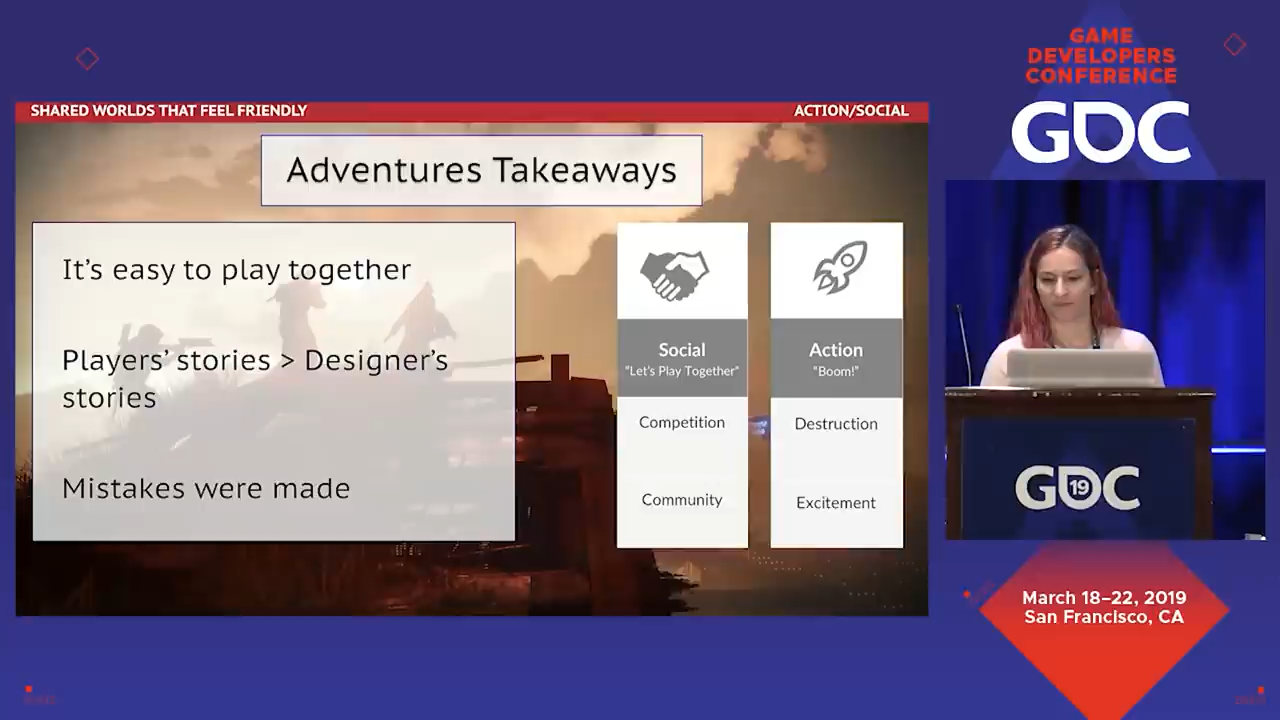 GAME
DEVELOPERS
CONFERENCE
GDC
SHARED WORLDS THAT FEEL FRIENDLY
ACTION/SOCIAL
Adventures Takeaways
It's easy to play together
Players' stories > Designer's
stories
Mistakes were made
Social
"Let's Play Together"
Competition
Community
Action
"Boom!"
Destruction
Excitement
GDC
19
March 18–22, 2019
San Francisco, CA